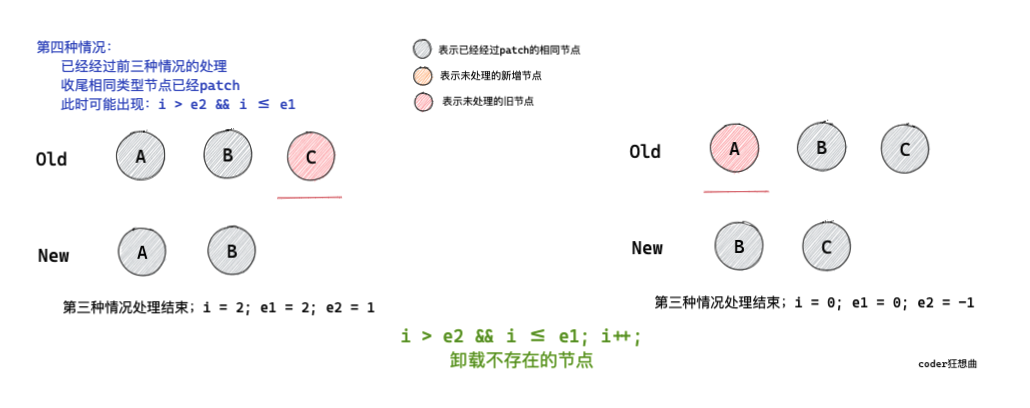 第四种情况：
已经经过前三种情况的处理
收尾相同类型节点已经patch
此时可能出现：i > e2 && i ≤ e1
表示已经经过patch的相同节点
表示未处理的新增节点
表示未处理的旧节点
Old A B C
New A B
第三种情况处理结束；i = 2; e1 = 2; e2 = 1
Old A B C
New B C
第三种情况处理结束；i = 0; e1 = 0; e2 = -1
i > e2 && i ≤ e1; i++;
卸载不存在的节点
coder狂想曲